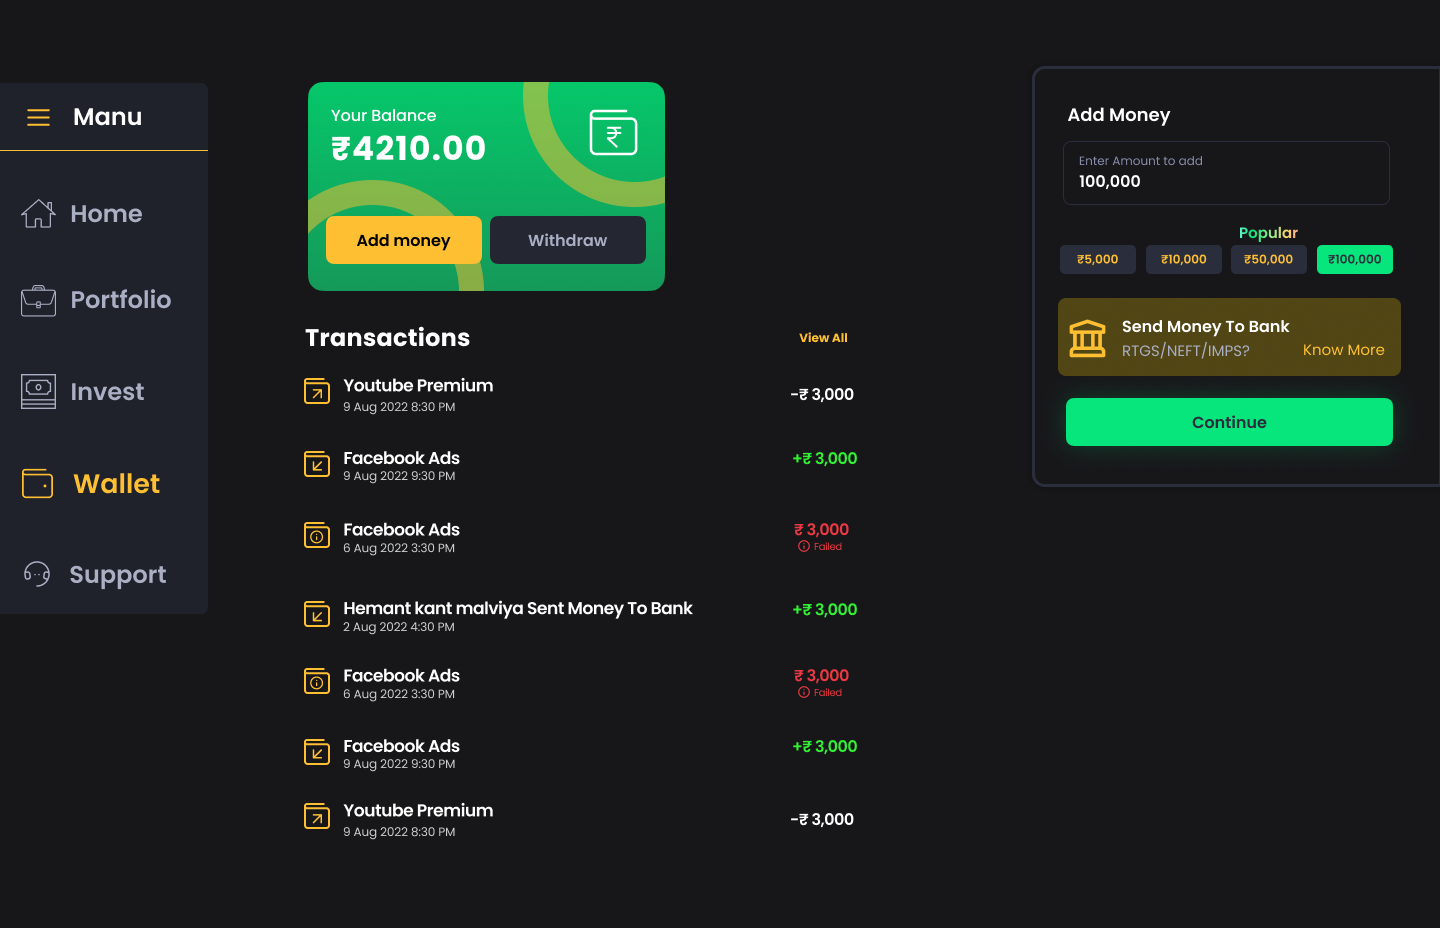 Manu
Home
Portfolio
Invest
Wallet
Support
Your Balance
₹4210.00
₹
Add money
Withdraw
Transactions
View All
Youtube Premium
-₹ 3,000
9 Aug 2022 8:30 PM
Facebook Ads
+₹ 3,000
9 Aug 2022 9:30 PM
Facebook Ads
₹ 3,000
6 Aug 2022 3:30 PM
Failed
Hemant kant malviya Sent Money To Bank
+₹ 3,000
2 Aug 2022 4:30 PM
Facebook Ads
₹ 3,000
6 Aug 2022 3:30 PM
Failed
Facebook Ads
+₹ 3,000
9 Aug 2022 9:30 PM
Youtube Premium
-₹ 3,000
9 Aug 2022 8:30 PM
Add Money
Enter Amount to add
100,000
Popular
₹5,000
₹10,000
₹50,000
₹100,000
Send Money To Bank
RTGS/NEFT/IMPS?
Know More
Continue